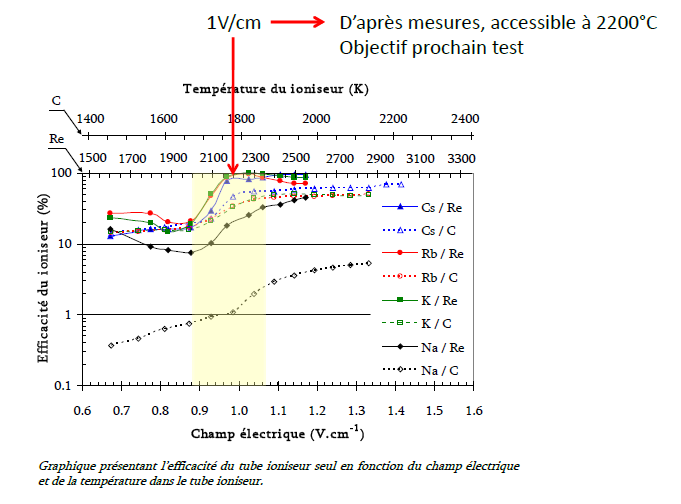 1V/cm D'après mesures, accessible à 2200°C
Objectif prochain test
Température du ioniseur (K)
C
1400 1600 1780 1880 2000 2120 2200 2400
Re
1500 1700 1900 2100 2300 2500 2700 2900 3100 3300
100
10
1
0.1
Efficacité du ioniseur (%)
Cs / Re
Cs / C
Rb / Re
Rb / C
K / Re
K / C
Na / Re
Na / C
0.6 0.7 0.8 0.9 1.0 1.1 1.2 1.3 1.4 1.5 1.6
Champ électrique (V.cm⁻¹)
Graphique présentant l'efficacité du tube ioniseur seul en fonction du champ électrique
et de la température dans le tube ioniseur.